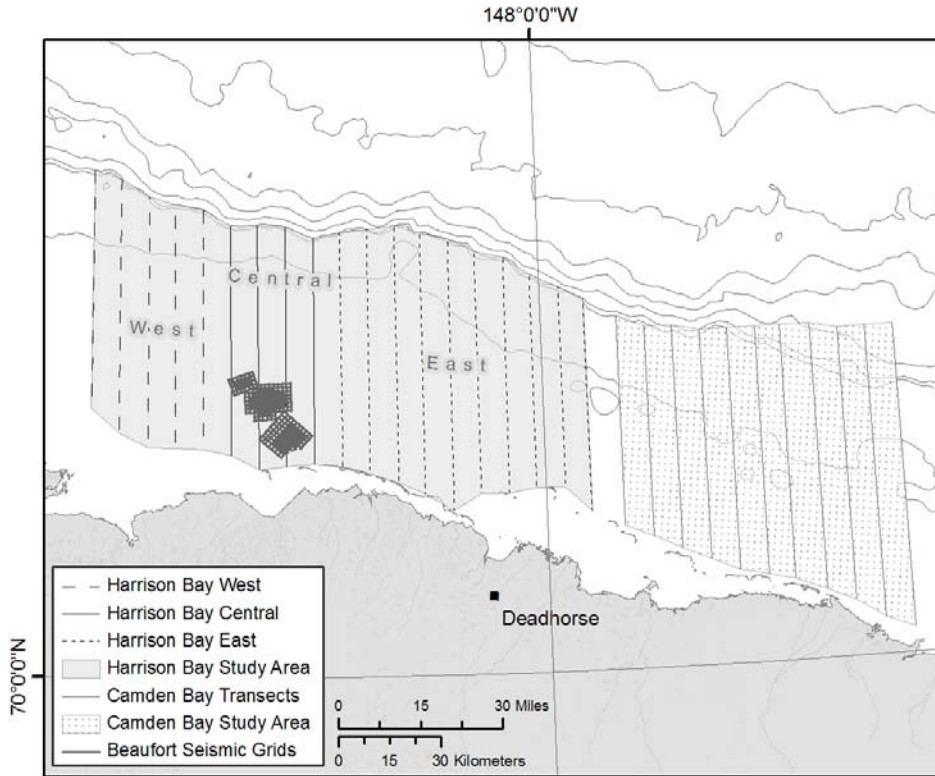 148°0'0"W
Central
West
East
Deadhorse
70°0'0"N
Harrison Bay West
Harrison Bay Central
Harrison Bay East
Harrison Bay Study Area
Camden Bay Transects
Camden Bay Study Area
Beaufort Seismic Grids
0 15 30 Miles
0 15 30 Kilometers